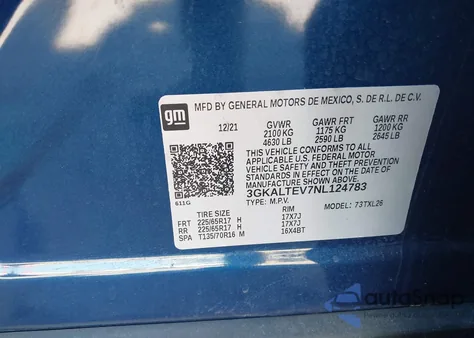 gm
MFD BY GENERAL MOTORS DE MEXICO, S. DE R.L. DE C.V.
12/21 GVWR GAWR FRT GAWR RR
2100 KG 1175 KG 1200 KG
4630 LB 2590 LB 2645 LB
THIS VEHICLE CONFORMS TO ALL
APPLICABLE U.S. FEDERAL MOTOR
VEHICLE SAFETY, BUMPER, AND THEFT
PREVENTION STANDARDS IN EFFECT ON
THE DATE OF MANUFACTURE SHOWN ABOVE.
3GKALTEV7NL124783
611G TYPE: M.P.V. MODEL: 73TXL26
TIRE SIZE RIM
FRT 225/65R17 H 17X7J
RR 225/65R17 H 17X7J
SPA T135/70R16 M 16X4BT
autoSnap